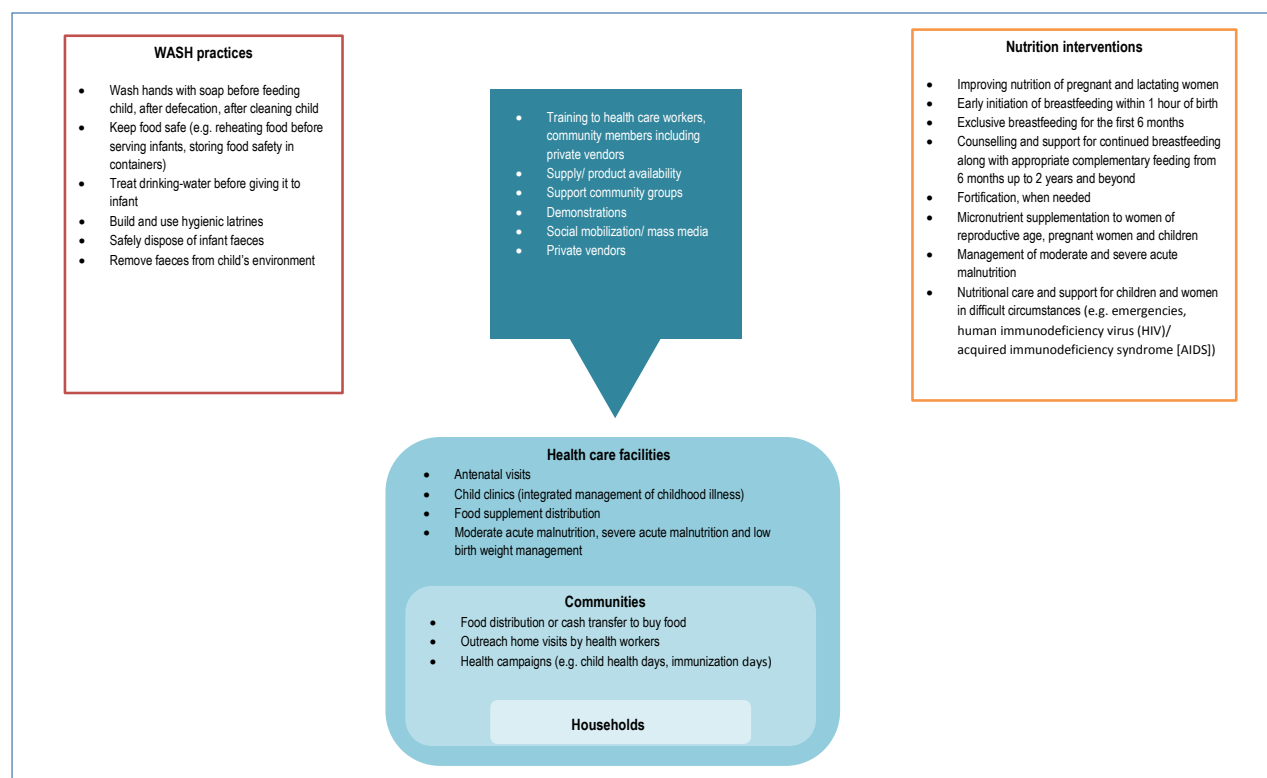 WASH practices
• Wash hands with soap before feeding
child, after defecation, after cleaning child
• Keep food safe (e.g. reheating food before
serving infants, storing food safety in
containers)
• Treat drinking-water before giving it to
infant
• Build and use hygienic latrines
• Safely dispose of infant faeces
• Remove faeces from child's environment
• Training to health care workers,
community members including
private vendors
• Supply/ product availability
• Support community groups
• Demonstrations
• Social mobilization/ mass media
• Private vendors
Nutrition interventions
• Improving nutrition of pregnant and lactating women
• Early initiation of breastfeeding within 1 hour of birth
• Exclusive breastfeeding for the first 6 months
• Counselling and support for continued breastfeeding
along with appropriate complementary feeding from
6 months up to 2 years and beyond
• Fortification, when needed
• Micronutrient supplementation to women of
reproductive age, pregnant women and children
• Management of moderate and severe acute
malnutrition
• Nutritional care and support for children and women
in difficult circumstances (e.g. emergencies,
human immunodeficiency virus (HIV)/
acquired immunodeficiency syndrome [AIDS])
Health care facilities
• Antenatal visits
• Child clinics (integrated management of childhood illness)
• Food supplement distribution
• Moderate acute malnutrition, severe acute malnutrition and low
birth weight management
Communities
• Food distribution or cash transfer to buy food
• Outreach home visits by health workers
• Health campaigns (e.g. child health days, immunization days)
Households